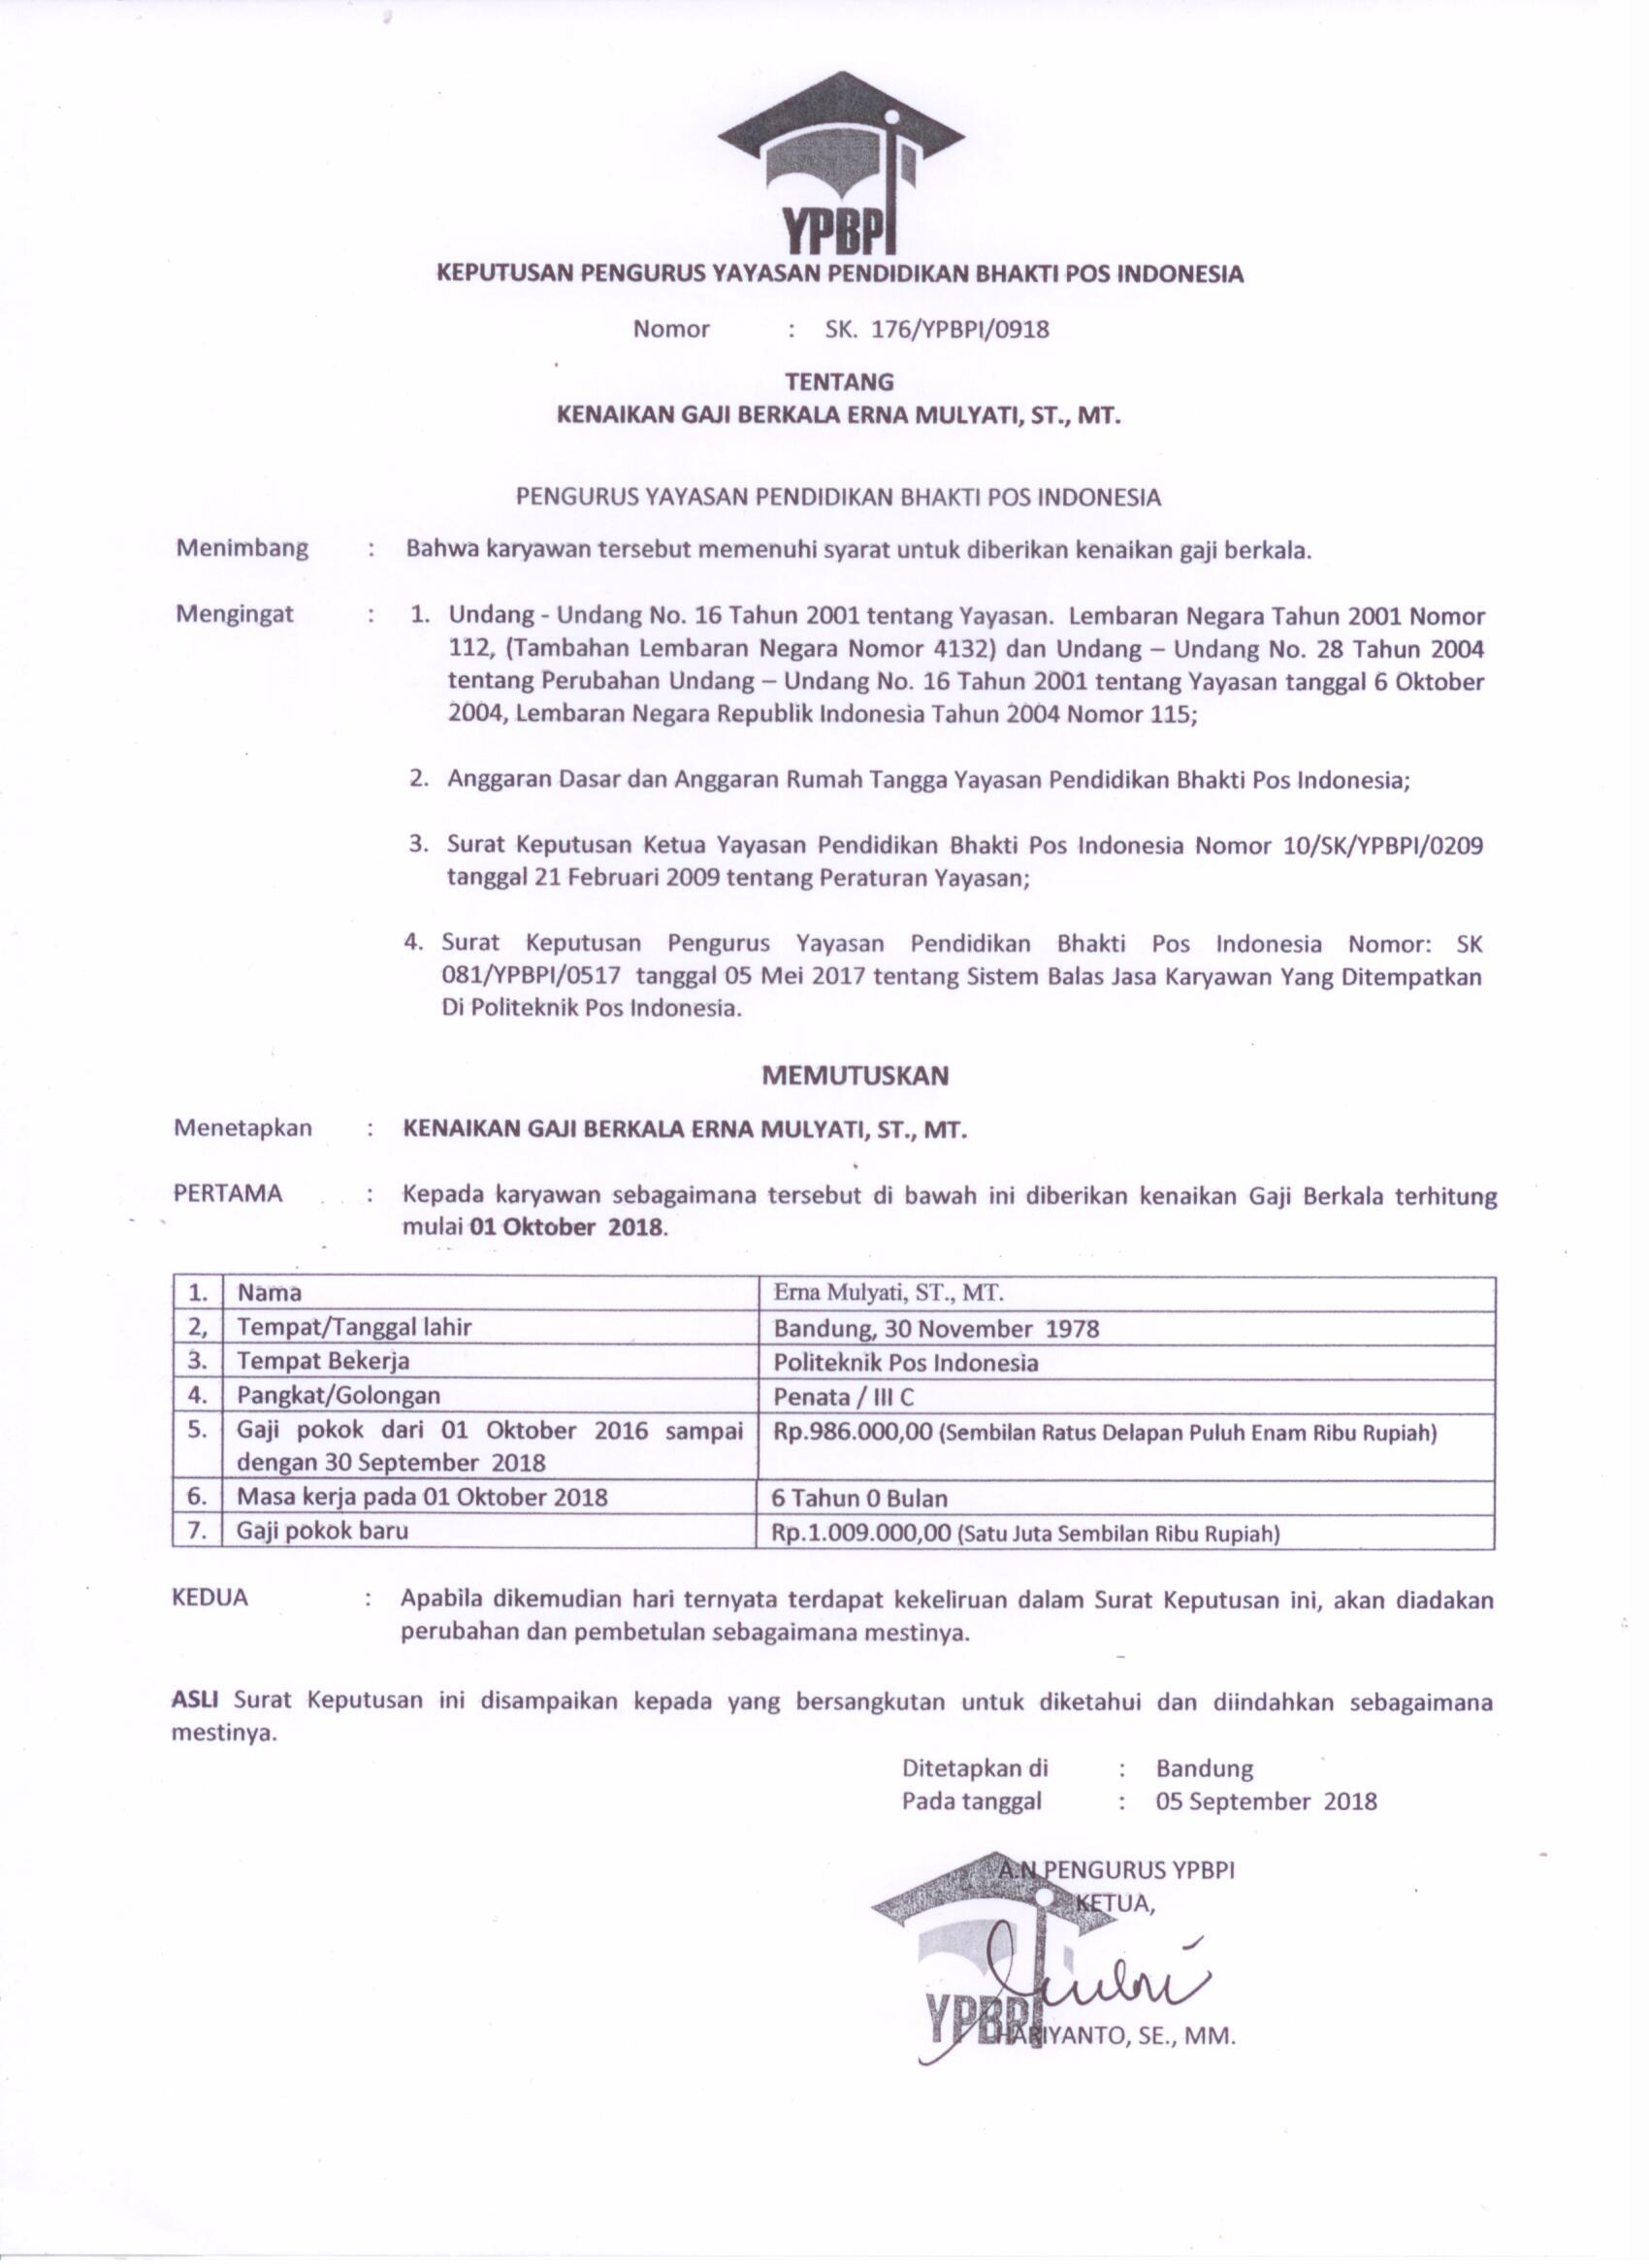 YPBPI
KEPUTUSAN PENGURUS YAYASAN PENDIDIKAN BHAKTI POS INDONESIA
Nomor : SK. 176/YPBPI/0918
TENTANG
KENAIKAN GAJI BERKALA ERNA MULYATI, ST., MT.
PENGURUS YAYASAN PENDIDIKAN BHAKTI POS INDONESIA
Menimbang : Bahwa karyawan tersebut memenuhi syarat untuk diberikan kenaikan gaji berkala.
Mengingat : 1. Undang - Undang No. 16 Tahun 2001 tentang Yayasan. Lembaran Negara Tahun 2001 Nomor
112, (Tambahan Lembaran Negara Nomor 4132) dan Undang – Undang No. 28 Tahun 2004
tentang Perubahan Undang – Undang No. 16 Tahun 2001 tentang Yayasan tanggal 6 Oktober
2004, Lembaran Negara Republik Indonesia Tahun 2004 Nomor 115;
2. Anggaran Dasar dan Anggaran Rumah Tangga Yayasan Pendidikan Bhakti Pos Indonesia;
3. Surat Keputusan Ketua Yayasan Pendidikan Bhakti Pos Indonesia Nomor 10/SK/YPBPI/0209
tanggal 21 Februari 2009 tentang Peraturan Yayasan;
4. Surat Keputusan Pengurus Yayasan Pendidikan Bhakti Pos Indonesia Nomor: SK
081/YPBPI/0517 tanggal 05 Mei 2017 tentang Sistem Balas Jasa Karyawan Yang Ditempatkan
Di Politeknik Pos Indonesia.
MEMUTUSKAN
Menetapkan : KENAIKAN GAJI BERKALA ERNA MULYATI, ST., MT.
PERTAMA : Kepada karyawan sebagaimana tersebut di bawah ini diberikan kenaikan Gaji Berkala terhitung
mulai 01 Oktober 2018.
1. Nama Erna Mulyati, ST., MT.
2, Tempat/Tanggal lahir Bandung, 30 November 1978
3. Tempat Bekerja Politeknik Pos Indonesia
4. Pangkat/Golongan Penata / III C
5. Gaji pokok dari 01 Oktober 2016 sampai Rp.986.000,00 (Sembilan Ratus Delapan Puluh Enam Ribu Rupiah)
dengan 30 September 2018
6. Masa kerja pada 01 Oktober 2018 6 Tahun 0 Bulan
7. Gaji pokok baru Rp.1.009.000,00 (Satu Juta Sembilan Ribu Rupiah)
KEDUA : Apabila dikemudian hari ternyata terdapat kekeliruan dalam Surat Keputusan ini, akan diadakan
perubahan dan pembetulan sebagaimana mestinya.
ASLI Surat Keputusan ini disampaikan kepada yang bersangkutan untuk diketahui dan diindahkan sebagaimana
mestinya.
Ditetapkan di : Bandung
Pada tanggal : 05 September 2018
A.N PENGURUS YPBPI
KETUA,
YPBPI
HARIYANTO, SE., MM.